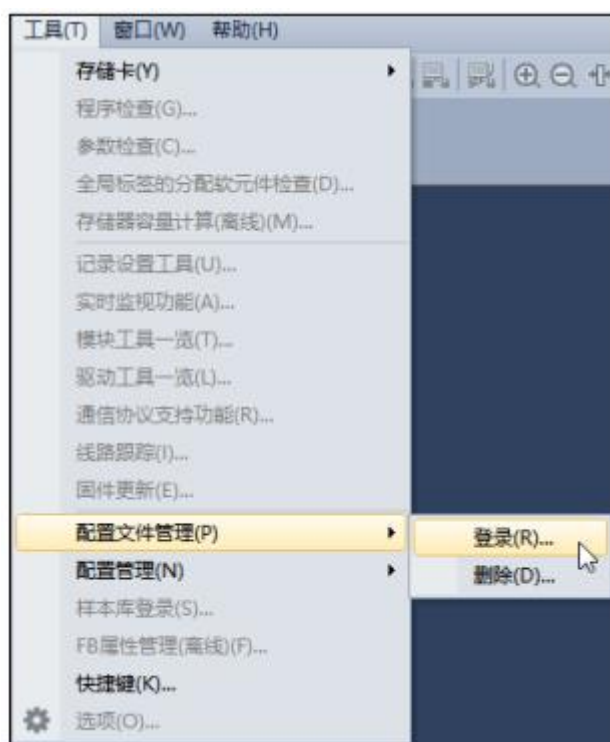 工具(T) 窗口(W) 帮助(H)
存储卡(Y)
程序检查(G)...
参数检查(C)...
全局标签的分配软元件检查(D)...
存储器容量计算(离线)(M)...
记录设置工具(U)...
实时监视功能(A)...
模块工具一览(T)...
驱动工具一览(L)...
通信协议支持功能(R)...
线路跟踪(I)...
固件更新(E)...
配置文件管理(P)
登录(R)...
配置管理(N)
删除(D)...
样本库登录(S)...
FB属性管理(离线)(F)...
快捷键(K)...
选项(O)...